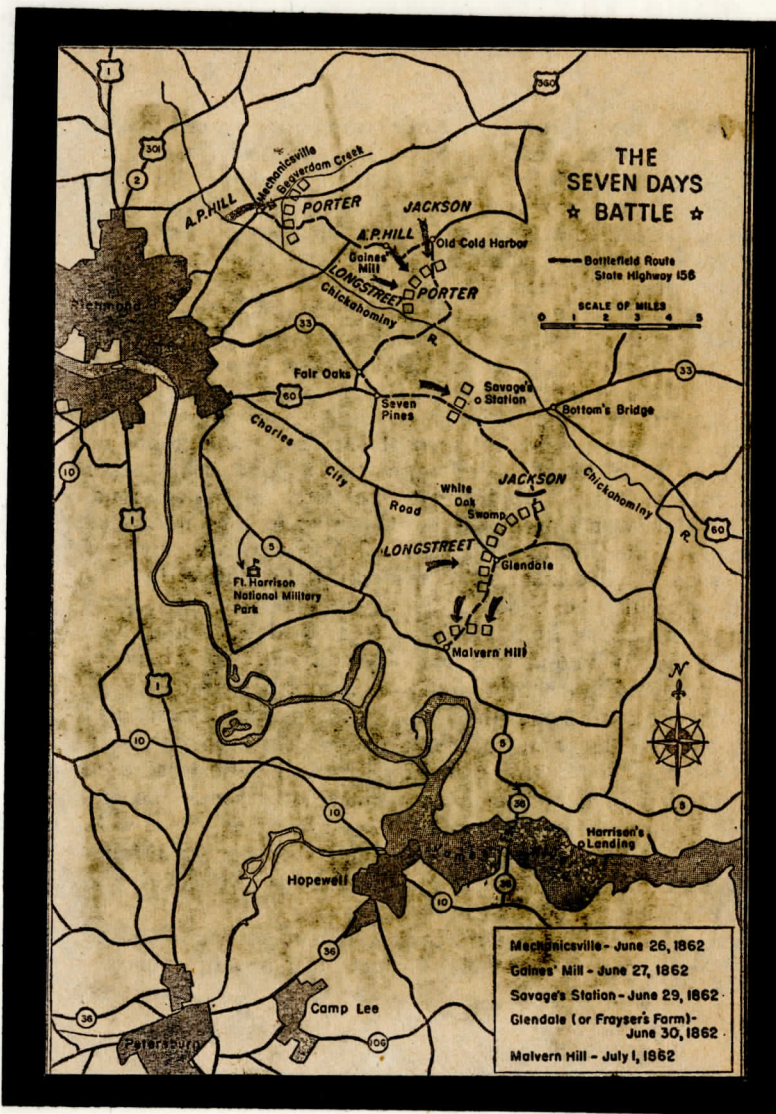 THE
SEVEN DAYS
☆ BATTLE ☆
Battlefield Route
State Highway 156
SCALE OF MILES
0 1 2 3 4 5
1
360
301
2
Mechanicsville
Beaverdam Creek
A.P. HILL
PORTER
JACKSON
A.P. HILL
Old Cold Harbor
Gaines'
Mill
LONGSTREET
PORTER
Chickahominy
R.
Richmond
33
Fair Oaks
60
Seven
Pines
Savage's
Station
33
Bottom's Bridge
Charles
City
Road
10
1
White
Oak
Swamp
JACKSON
Chickahominy
R.
60
LONGSTREET
Glendale
5
Ft. Harrison
National Military
Park
Malvern Hill
N
1
10
5
36
5
10
Harrison's
Landing
James
Hopewell
36
10
36
Camp Lee
36
Petersburg
106
Mechanicsville - June 26, 1862
Gaines' Mill - June 27, 1862
Savage's Station - June 29, 1862
Glendale (or Frayser's Farm) -
June 30, 1862
Malvern Hill - July 1, 1862